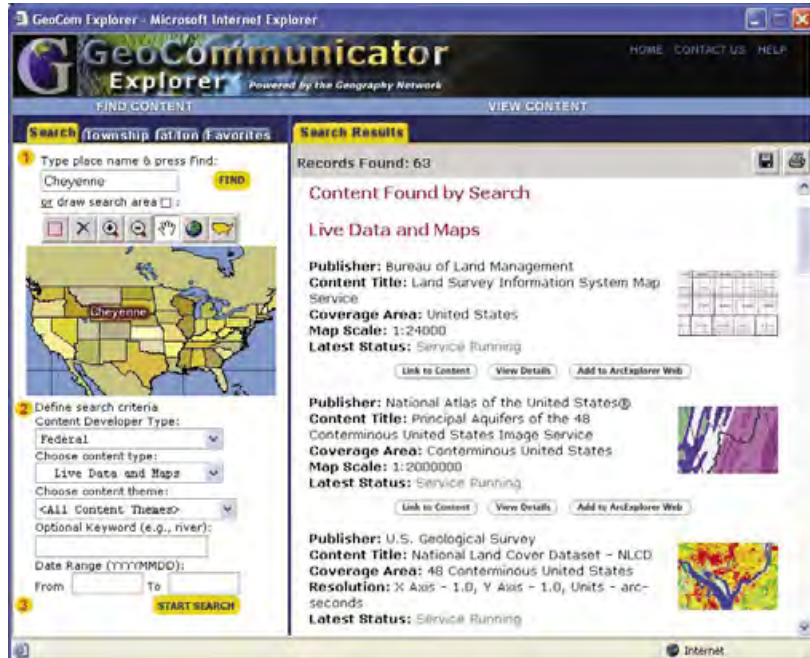 GeoCom Explorer - Microsoft Internet Explorer
GeoCommunicator
Explorer Powered by the Geography Network
HOME CONTACT US HELP
FIND CONTENT
VIEW CONTENT
Search Township Lat/Lon Favorites
Search Results
1 Type place name & press Find:
Cheyenne FIND
or draw search area :
Cheyenne
2 Define search criteria
Content Developer Type:
Federal
Choose content type:
Live Data and Maps
Choose content theme:
<All Content Themes>
Optional Keyword (e.g., river):
Date Range (YYYYMMDD):
From To
3 START SEARCH
Records Found: 63
Content Found by Search
Live Data and Maps
Publisher: Bureau of Land Management
Content Title: Land Survey Information System Map
Service
Coverage Area: United States
Map Scale: 1:24000
Latest Status: Service Running
Link to Content View Details Add to ArcExplorer Web
Publisher: National Atlas of the United States®
Content Title: Principal Aquifers of the 48
Conterminous United States Image Service
Coverage Area: Conterminous United States
Map Scale: 1:2000000
Latest Status: Service Running
Link to Content View Details Add to ArcExplorer Web
Publisher: U.S. Geological Survey
Content Title: National Land Cover Dataset - NLCD
Coverage Area: 48 Conterminous United States
Resolution: X Axis - 1.0, Y Axis - 1.0, Units - arc-
seconds
Latest Status: Service Running
Internet